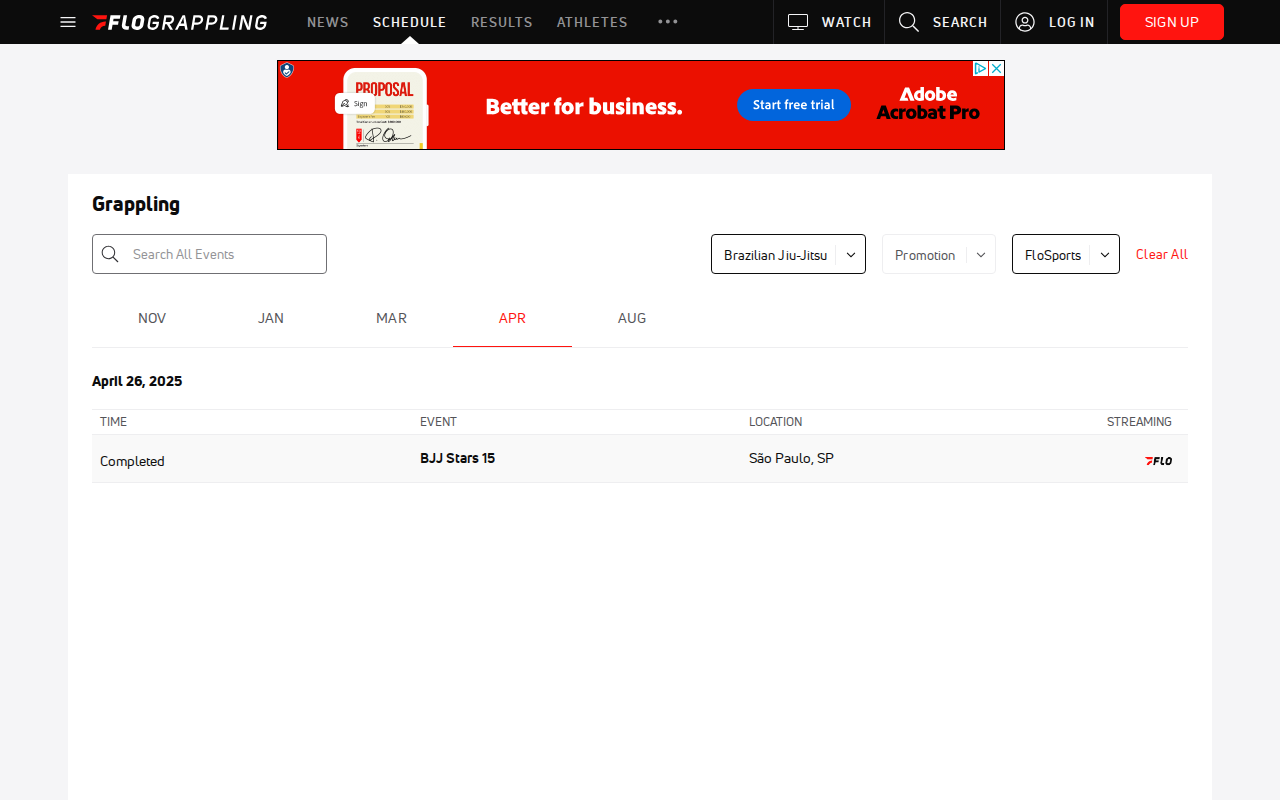 FLOGRAPPLING NEWS SCHEDULE RESULTS ATHLETES WATCH SEARCH LOG IN SIGN UP
PROPOSAL
Sign
Better for business.
Start free trial
Adobe
Acrobat Pro
Grappling
Search All Events
Brazilian Jiu-Jitsu
Promotion
FloSports
Clear All
NOV JAN MAR APR AUG
April 26, 2025
TIME EVENT LOCATION STREAMING
Completed BJJ Stars 15 São Paulo, SP FLO